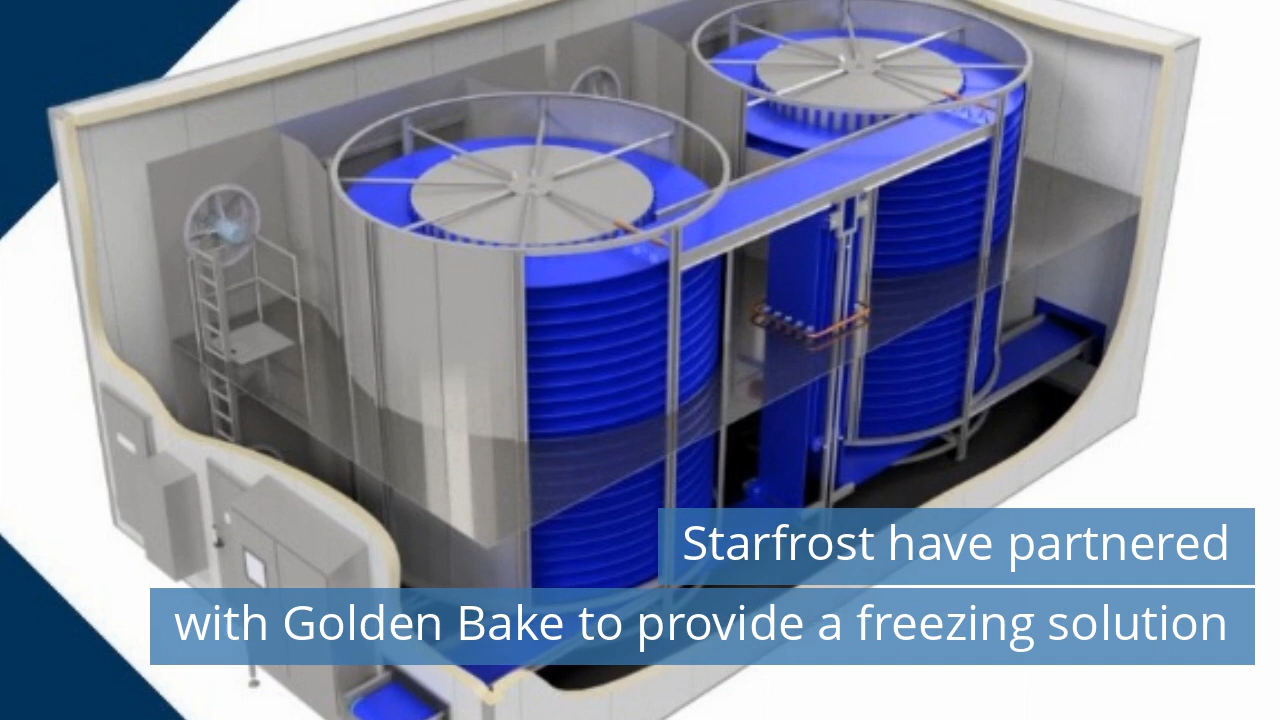 Starfrost have partnered
with Golden Bake to provide a freezing solution